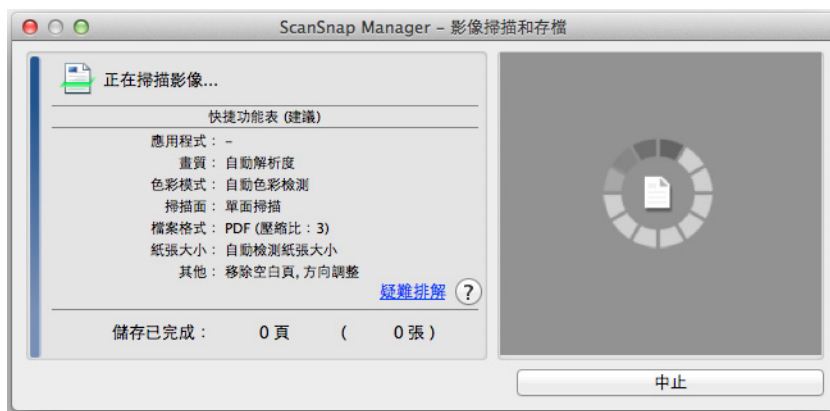 ScanSnap Manager – 影像掃描和存檔
正在掃描影像...
快捷功能表 (建議)
應用程式： –
畫質： 自動解析度
色彩模式： 自動色彩檢測
掃描面： 單面掃描
檔案格式： PDF (壓縮比：3)
紙張大小： 自動檢測紙張大小
其他： 移除空白頁, 方向調整
疑難排解 ?
儲存已完成： 0 頁 ( 0 張 )
中止